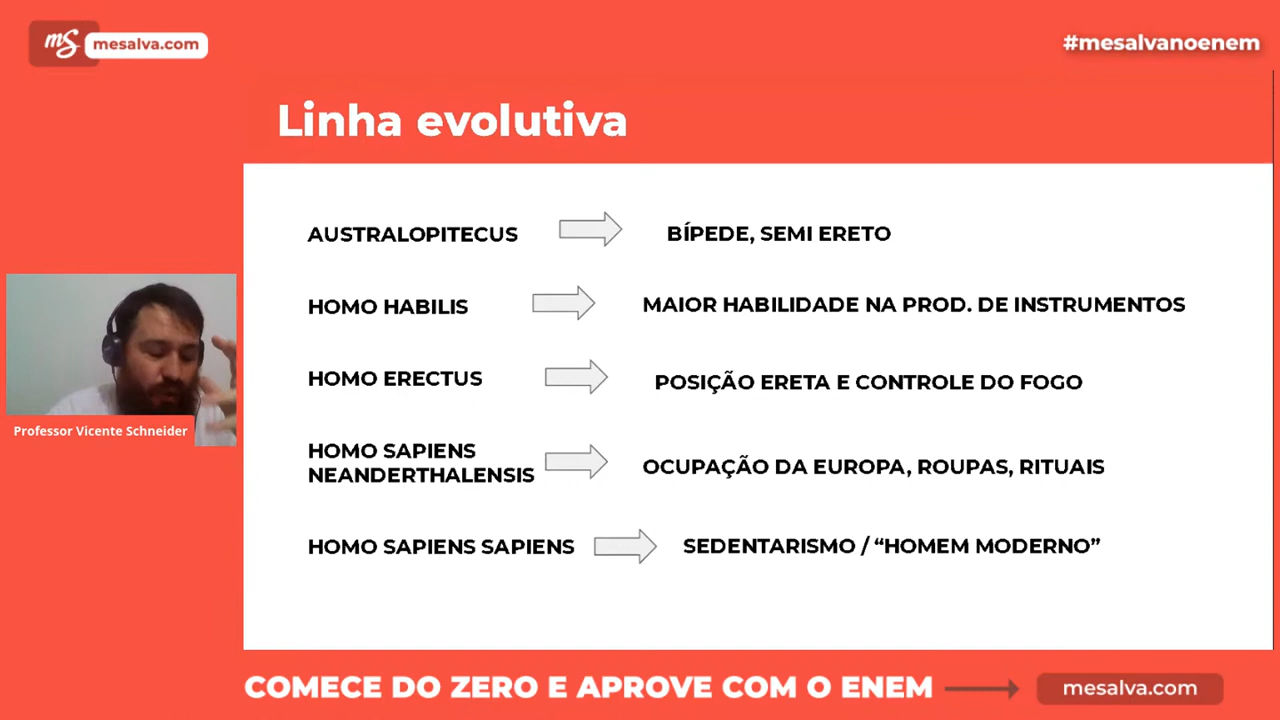 mS mesalva.com
#mesalvanoenem
Linha evolutiva
AUSTRALOPITECUS
BÍPEDE, SEMI ERETO
HOMO HABILIS
MAIOR HABILIDADE NA PROD. DE INSTRUMENTOS
HOMO ERECTUS
POSIÇÃO ERETA E CONTROLE DO FOGO
HOMO SAPIENS
NEANDERTHALENSIS
OCUPAÇÃO DA EUROPA, ROUPAS, RITUAIS
HOMO SAPIENS SAPIENS
SEDENTARISMO / “HOMEM MODERNO”
Professor Vicente Schneider
COMECE DO ZERO E APROVE COM O ENEM
mesalva.com